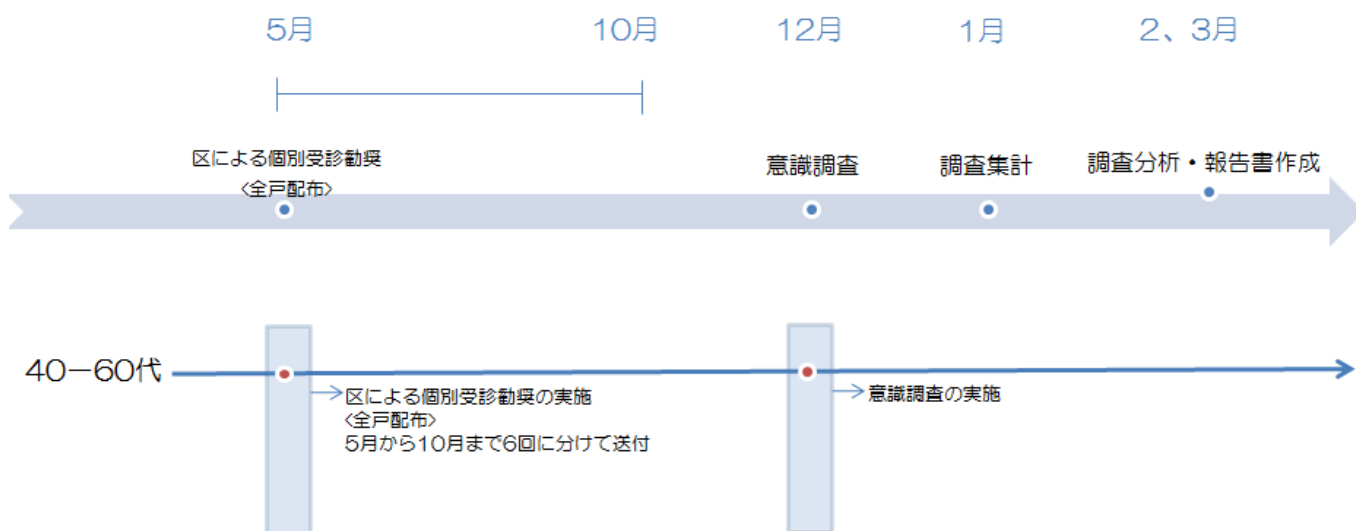 5月
10月
12月
1月
2、3月
区による個別受診勧奨
<全戸配布>
意識調査
調査集計
調査分析・報告書作成
40－60代
区による個別受診勧奨の実施
<全戸配布>
5月から10月まで6回に分けて送付
意識調査の実施